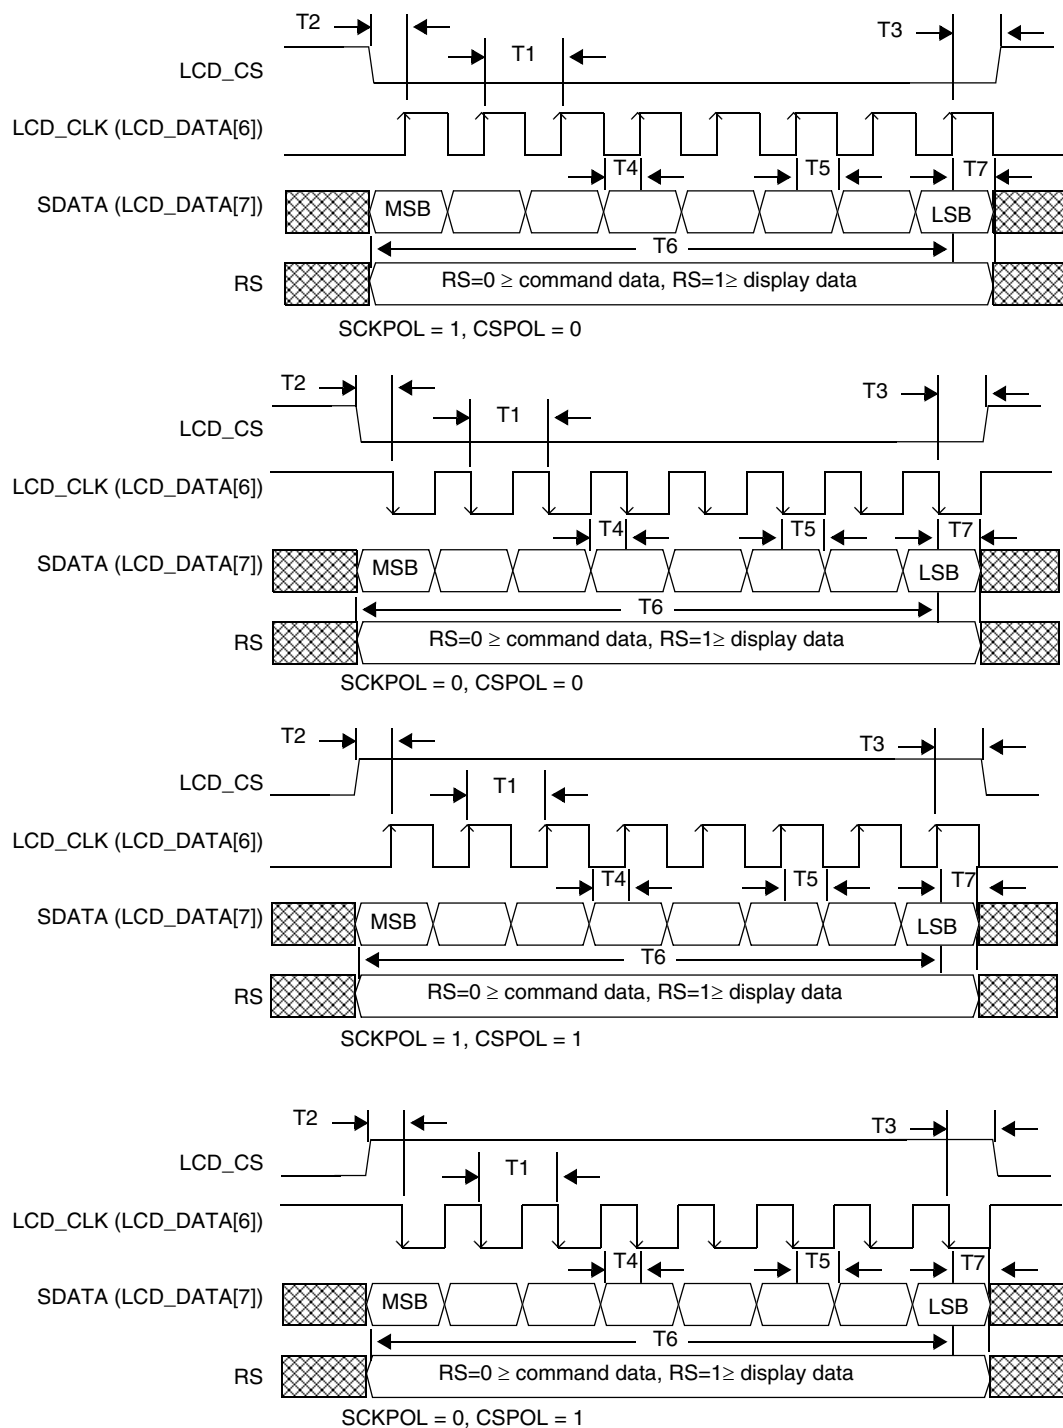 T2
T3
T1
LCD_CS
LCD_CLK (LCD_DATA[6])
T4
T5
T7
SDATA (LCD_DATA[7])
MSB
LSB
T6
RS
RS=0 ≥ command data, RS=1≥ display data
SCKPOL = 1, CSPOL = 0
T2
T3
T1
LCD_CS
LCD_CLK (LCD_DATA[6])
T4
T5
T7
SDATA (LCD_DATA[7])
MSB
LSB
T6
RS
RS=0 ≥ command data, RS=1≥ display data
SCKPOL = 0, CSPOL = 0
T2
T3
T1
LCD_CS
LCD_CLK (LCD_DATA[6])
T4
T5
T7
SDATA (LCD_DATA[7])
MSB
LSB
T6
RS
RS=0 ≥ command data, RS=1≥ display data
SCKPOL = 1, CSPOL = 1
T2
T3
T1
LCD_CS
LCD_CLK (LCD_DATA[6])
T4
T5
T7
SDATA (LCD_DATA[7])
MSB
LSB
T6
RS
RS=0 ≥ command data, RS=1≥ display data
SCKPOL = 0, CSPOL = 1